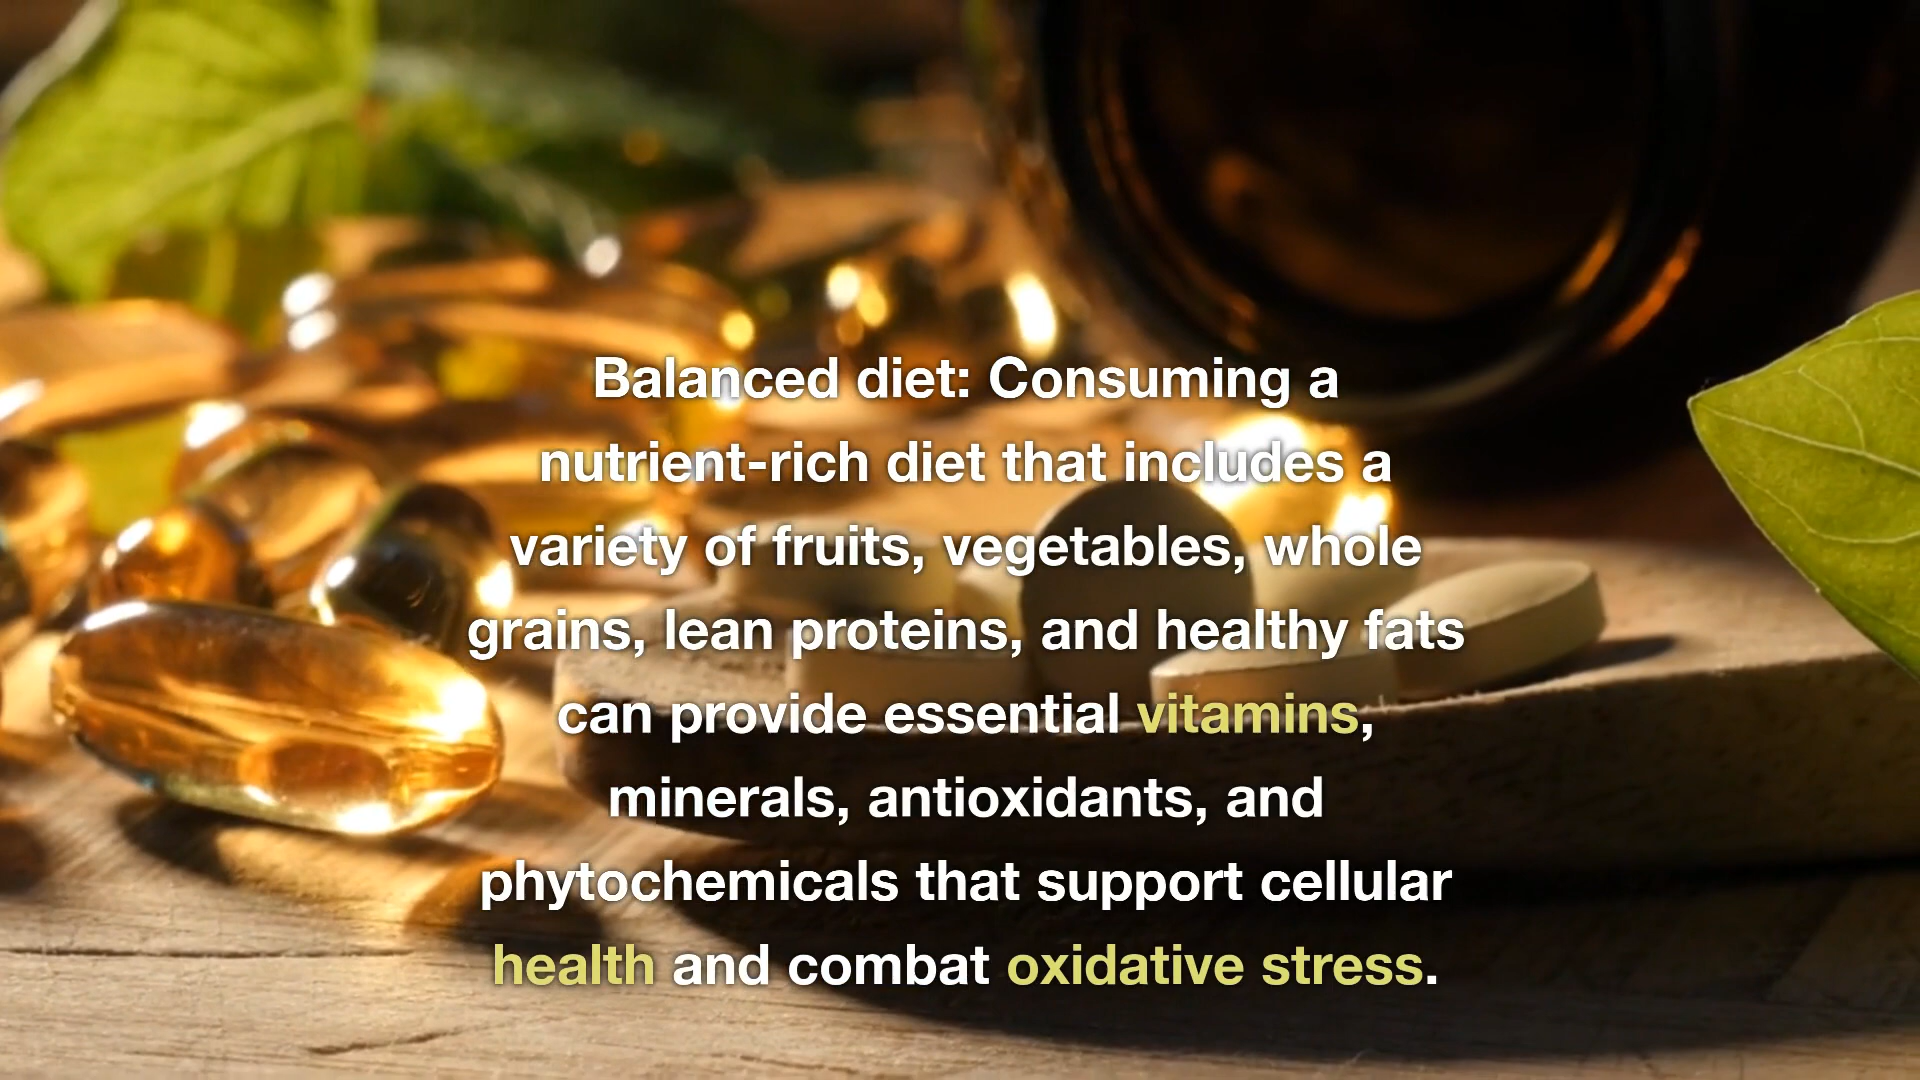 Balanced diet: Consuming a
nutrient-rich diet that includes a
variety of fruits, vegetables, whole
grains, lean proteins, and healthy fats
can provide essential vitamins,
minerals, antioxidants, and
phytochemicals that support cellular
health and combat oxidative stress.